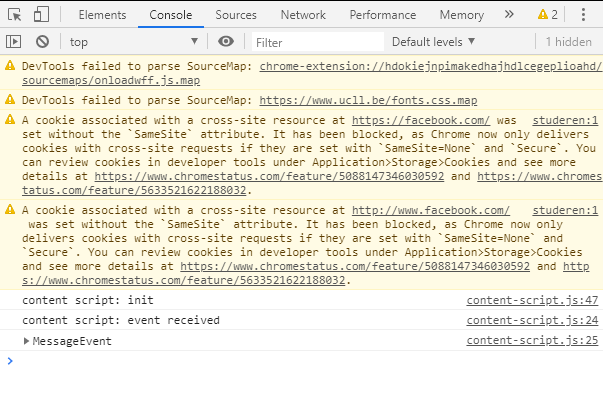 Elements Console Sources Network Performance Memory » 2
top Filter Default levels 1 hidden
DevTools failed to parse SourceMap: chrome-extension://hdokiejnpimakedhajhdlcegeplioahd/
sourcemaps/onloadwff.js.map
DevTools failed to parse SourceMap: https://www.ucll.be/fonts.css.map
A cookie associated with a cross-site resource at https://facebook.com/ was studeren:1
set without the `SameSite` attribute. It has been blocked, as Chrome now only delivers
cookies with cross-site requests if they are set with `SameSite=None` and `Secure`. You
can review cookies in developer tools under Application>Storage>Cookies and see more
details at https://www.chromestatus.com/feature/5088147346030592 and https://www.chromes
tatus.com/feature/5633521622188032.
A cookie associated with a cross-site resource at http://www.facebook.com/ studeren:1
was set without the `SameSite` attribute. It has been blocked, as Chrome now only
delivers cookies with cross-site requests if they are set with `SameSite=None` and
`Secure`. You can review cookies in developer tools under Application>Storage>Cookies
and see more details at https://www.chromestatus.com/feature/5088147346030592 and http
s://www.chromestatus.com/feature/5633521622188032.
content script: init content-script.js:47
content script: event received content-script.js:24
MessageEvent content-script.js:25